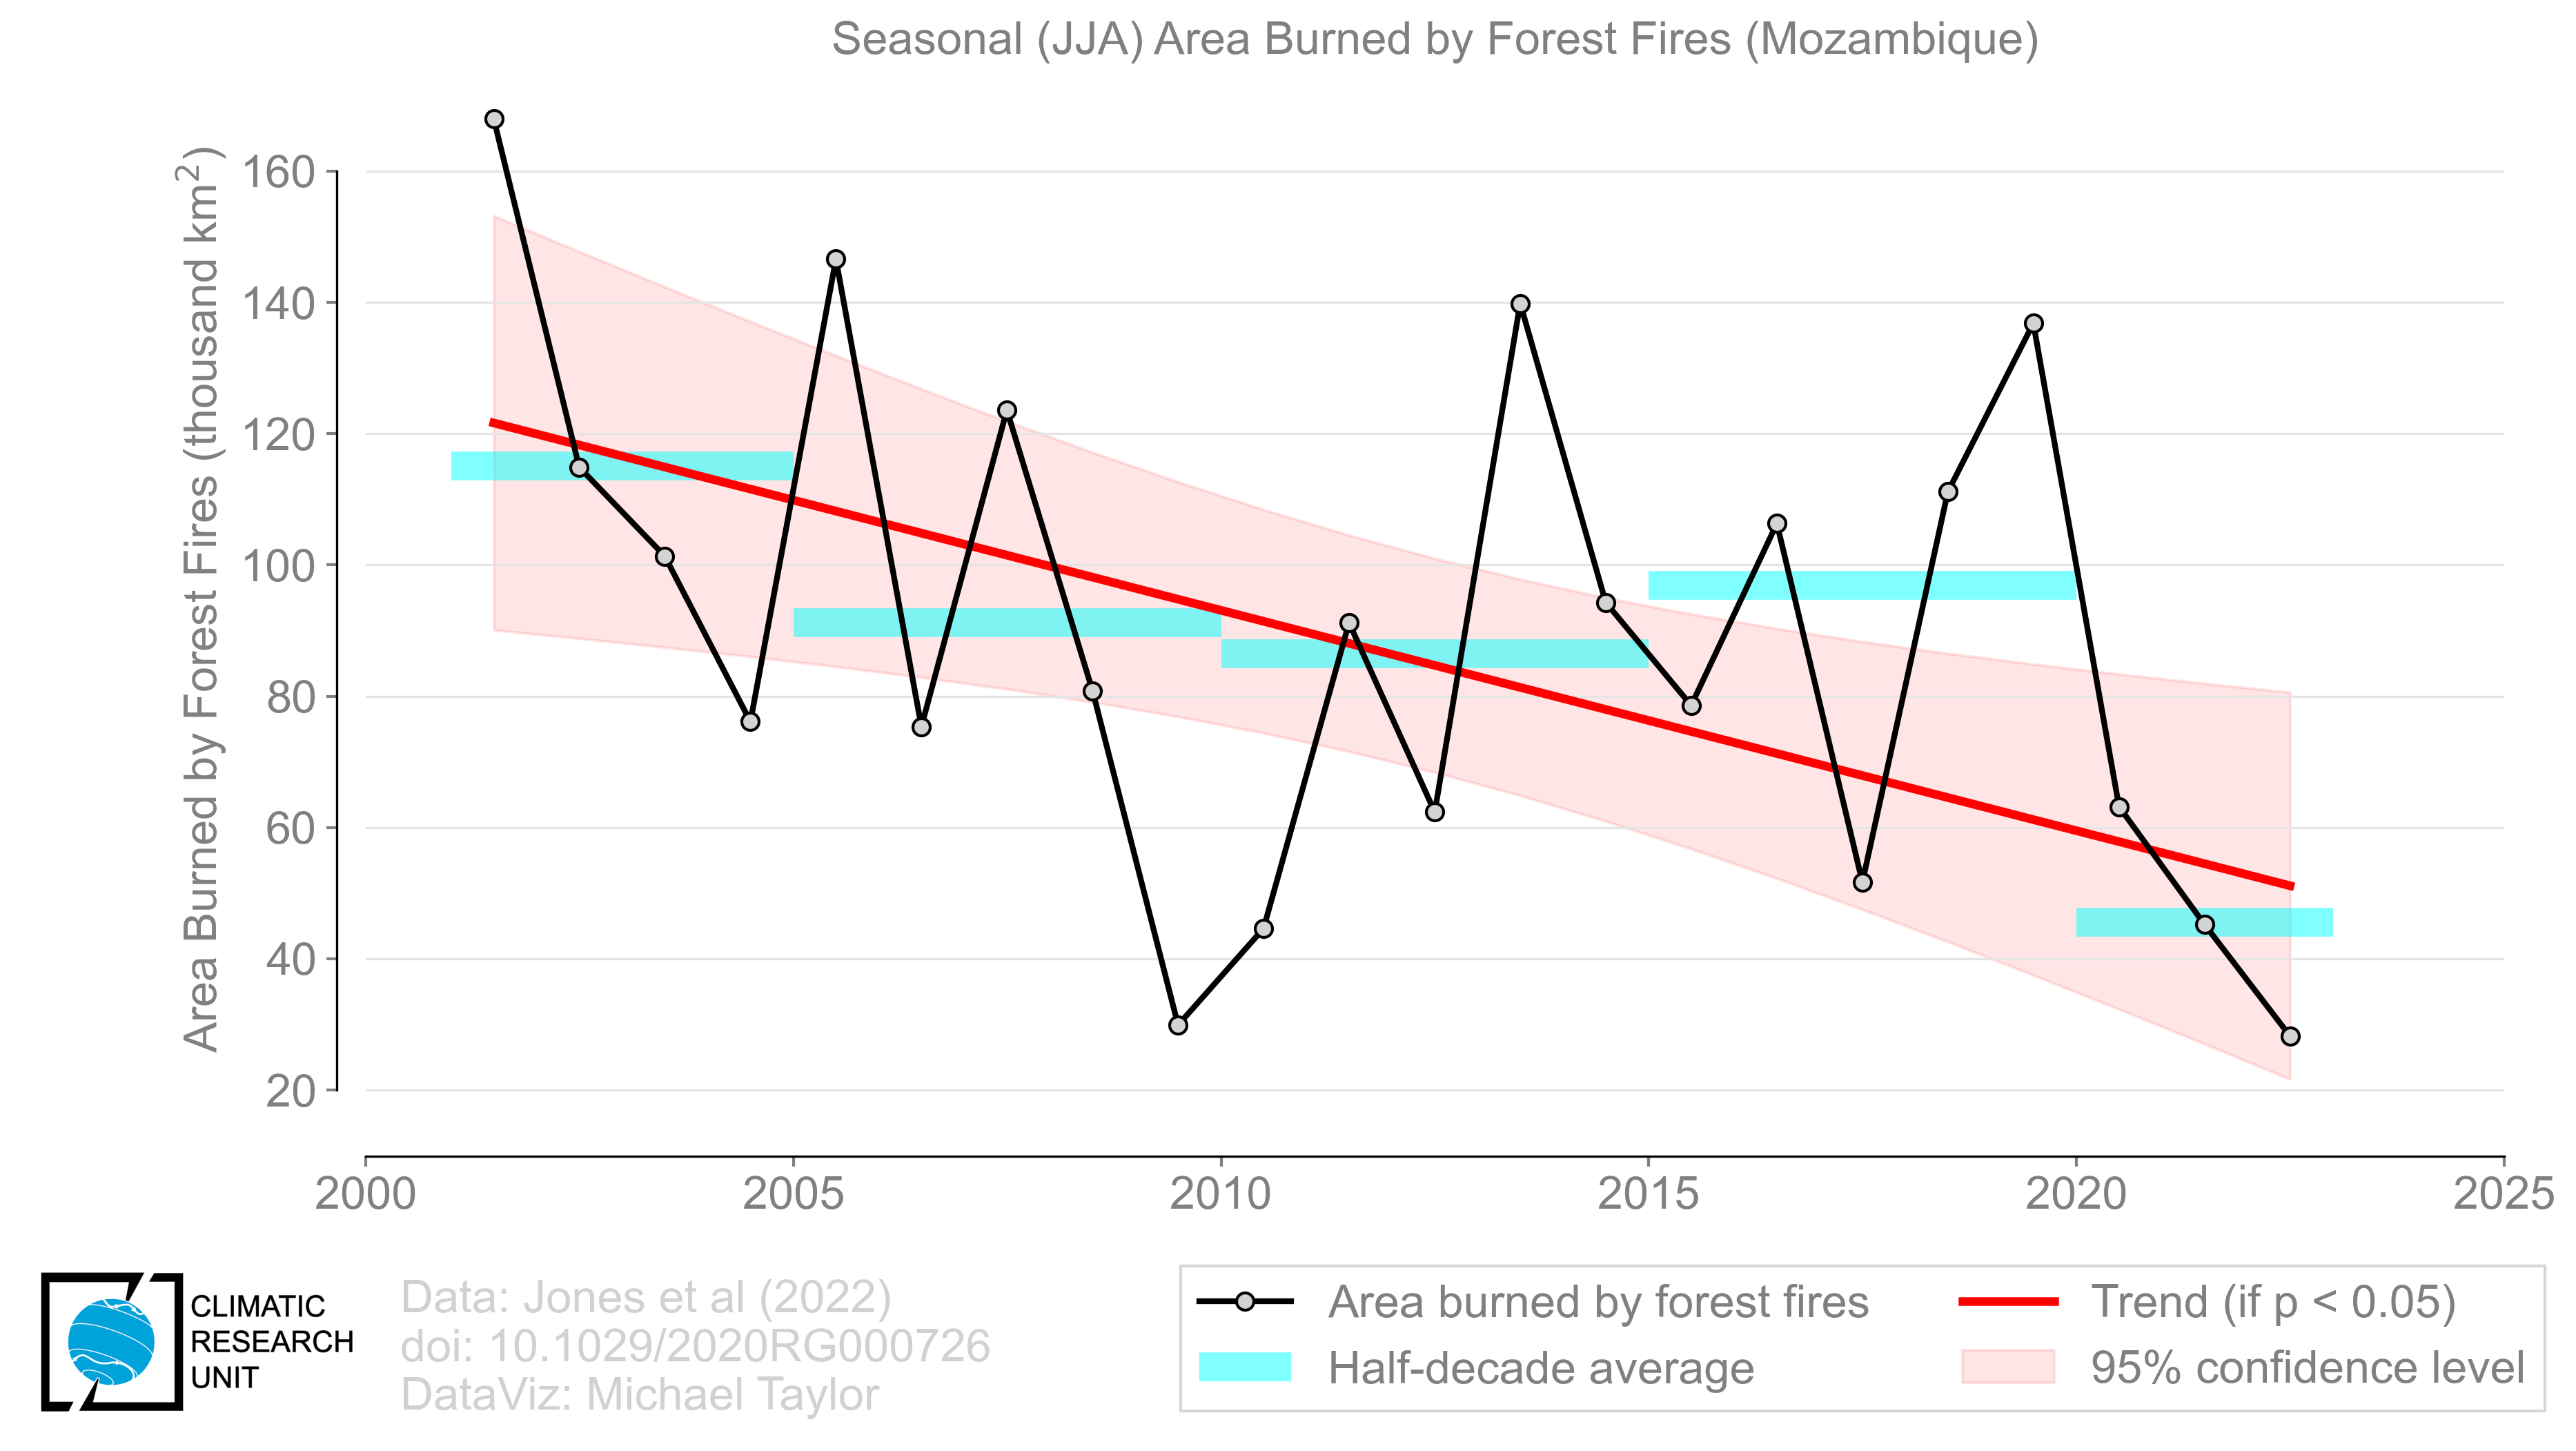 Seasonal (JJA) Area Burned by Forest Fires (Mozambique)
Area Burned by Forest Fires (thousand km²)
160
140
120
100
80
60
40
20
2000
2005
2010
2015
2020
2025
CLIMATIC
RESEARCH
UNIT
Data: Jones et al (2022)
doi: 10.1029/2020RG000726
DataViz: Michael Taylor
Area burned by forest fires
Half-decade average
Trend (if p < 0.05)
95% confidence level